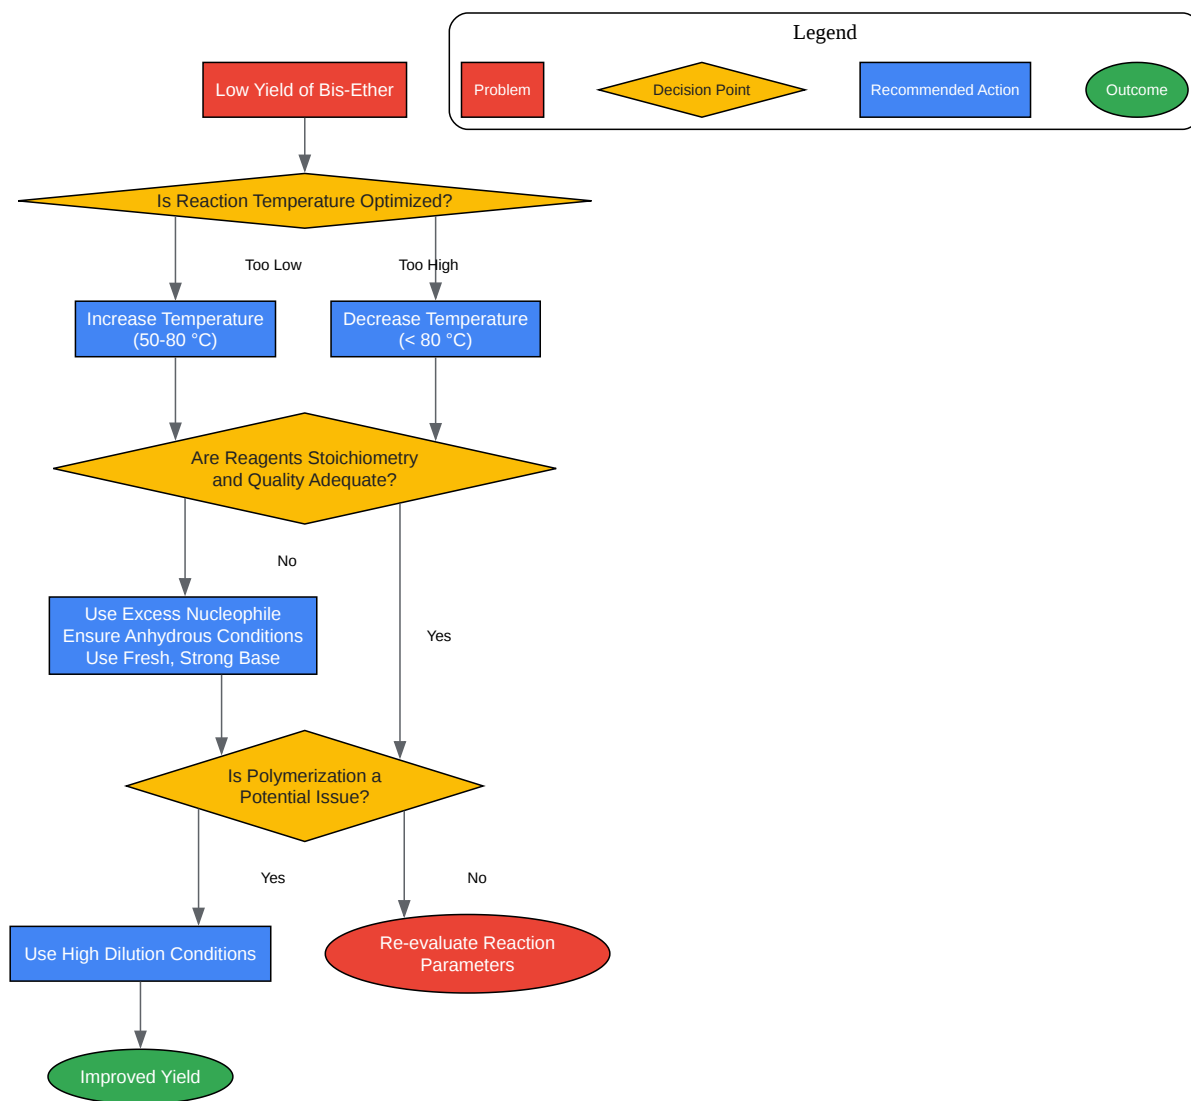 Legend
Low Yield of Bis-Ether
Problem
Decision Point
Recommended Action
Outcome
Is Reaction Temperature Optimized?
Too Low
Too High
Increase Temperature
(50-80 °C)
Decrease Temperature
(< 80 °C)
Are Reagents Stoichiometry
and Quality Adequate?
No
Use Excess Nucleophile
Ensure Anhydrous Conditions
Use Fresh, Strong Base
Yes
Is Polymerization a
Potential Issue?
Yes
No
Use High Dilution Conditions
Re-evaluate Reaction
Parameters
Improved Yield